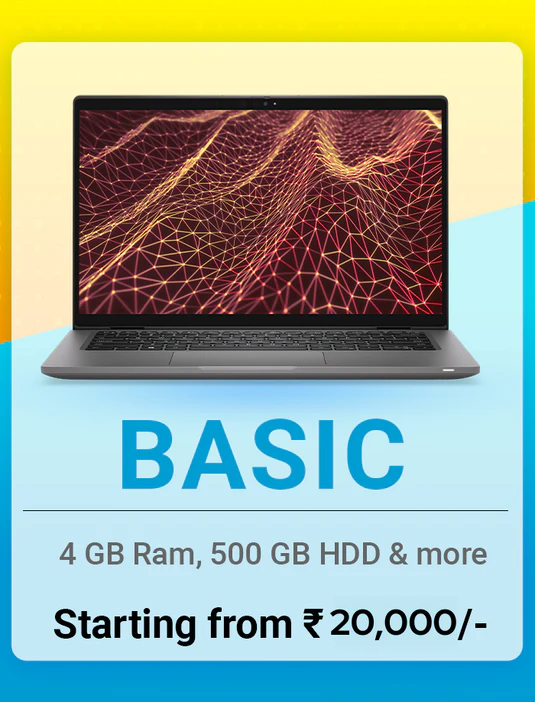 BASIC
4 GB Ram, 500 GB HDD & more
Starting from ₹ 20,000/-